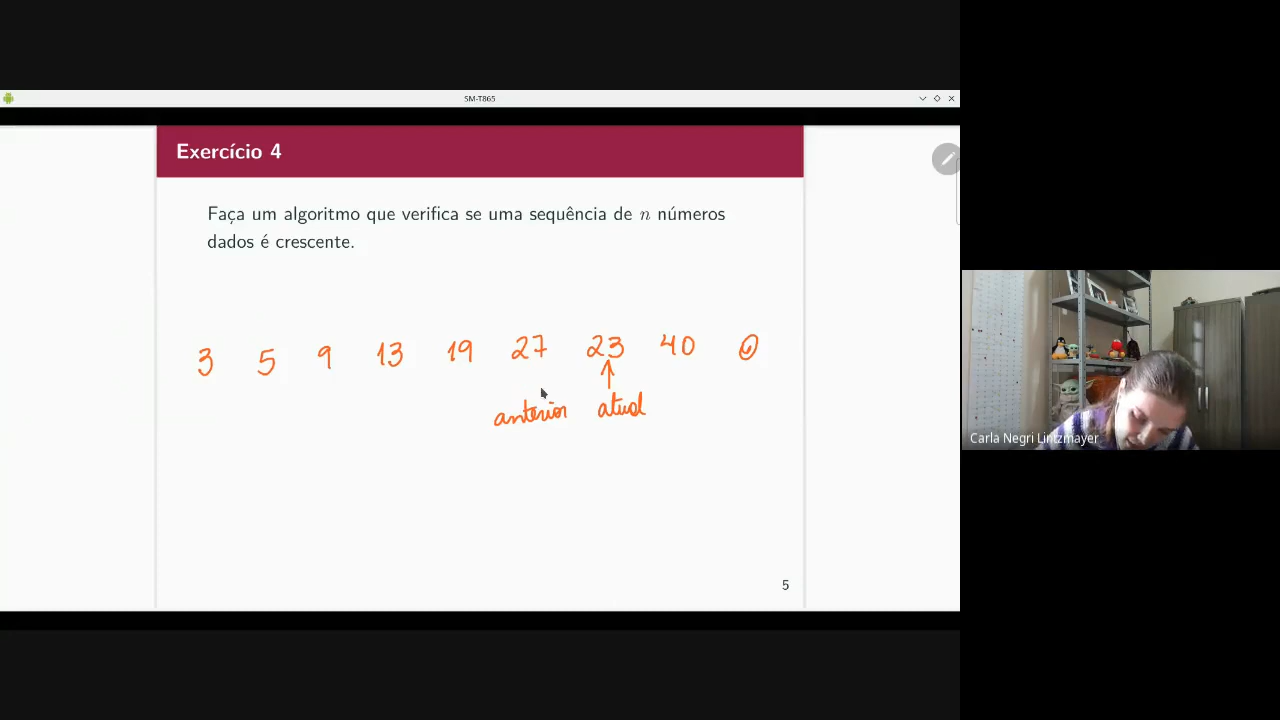 SM-T865
Exercício 4
Faça um algoritmo que verifica se uma sequência de n números
dados é crescente.
3 5 9 13 19 27 23 40
anterior atual
5
Carla Negri Lintzmayer